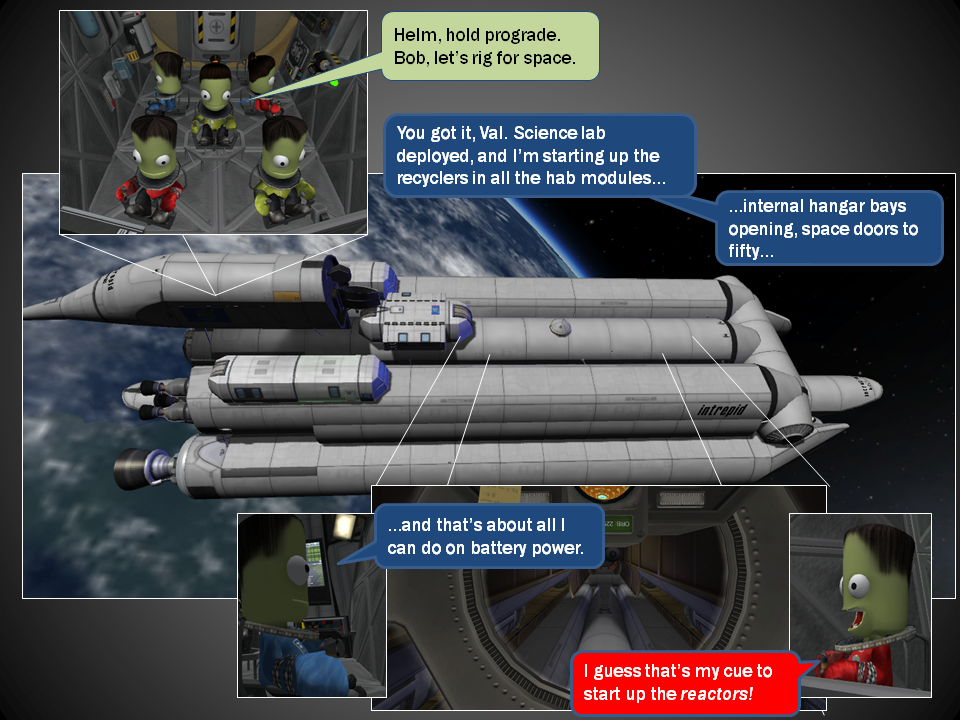 Helm, hold prograde.
Bob, let's rig for space.
You got it, Val. Science lab
deployed, and I'm starting up the
recyclers in all the hab modules...
...internal hangar bays
opening, space doors to
fifty...
intrepid
...and that's about all I
can do on battery power.
I guess that's my cue to
start up the reactors!